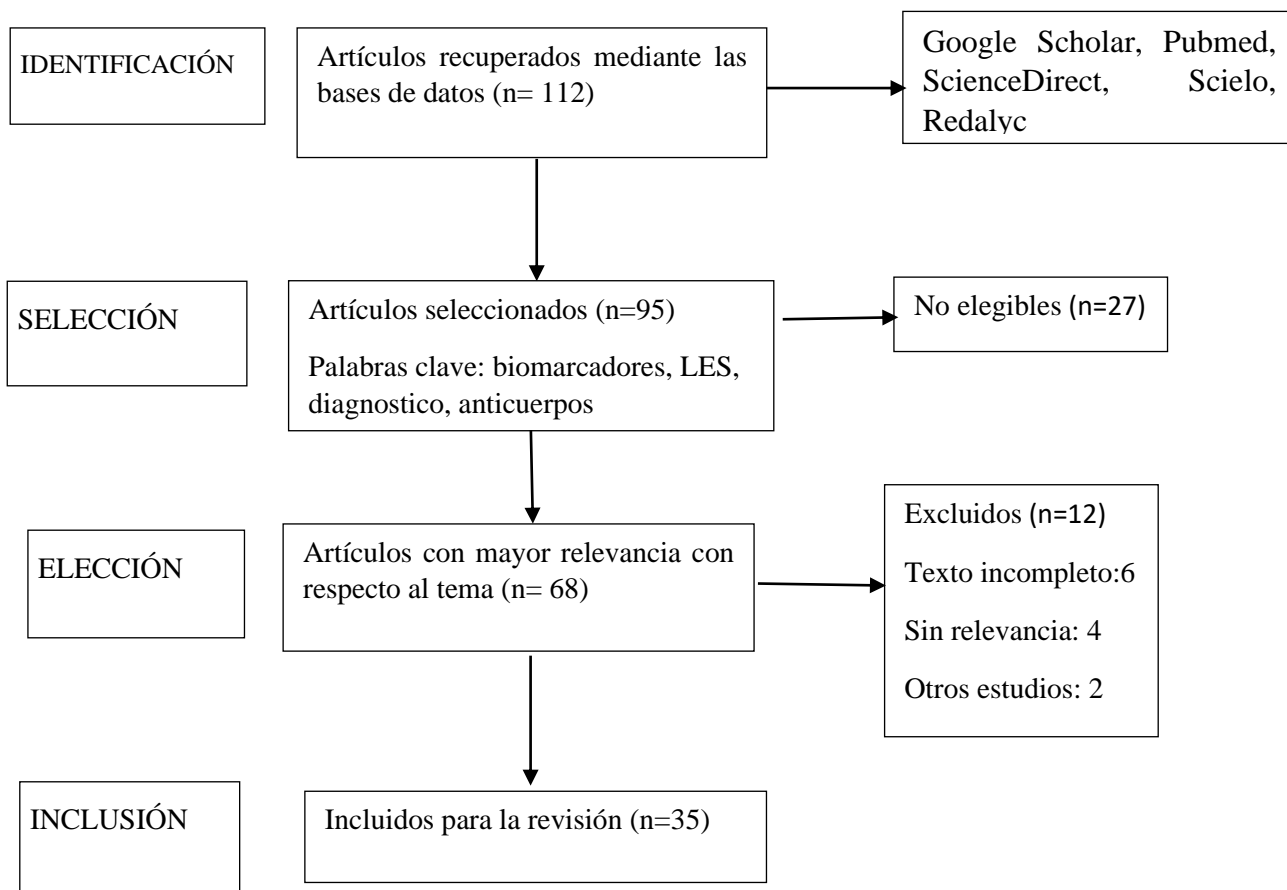 IDENTIFICACIÓN
Artículos recuperados mediante las
bases de datos (n= 112)
Google Scholar, Pubmed,
ScienceDirect, Scielo,
Redalyc
SELECCIÓN
Artículos seleccionados (n=95)
Palabras clave: biomarcadores, LES,
diagnostico, anticuerpos
No elegibles (n=27)
ELECCIÓN
Artículos con mayor relevancia con
respecto al tema (n= 68)
Excluidos (n=12)
Texto incompleto:6
Sin relevancia: 4
Otros estudios: 2
INCLUSIÓN
Incluidos para la revisión (n=35)